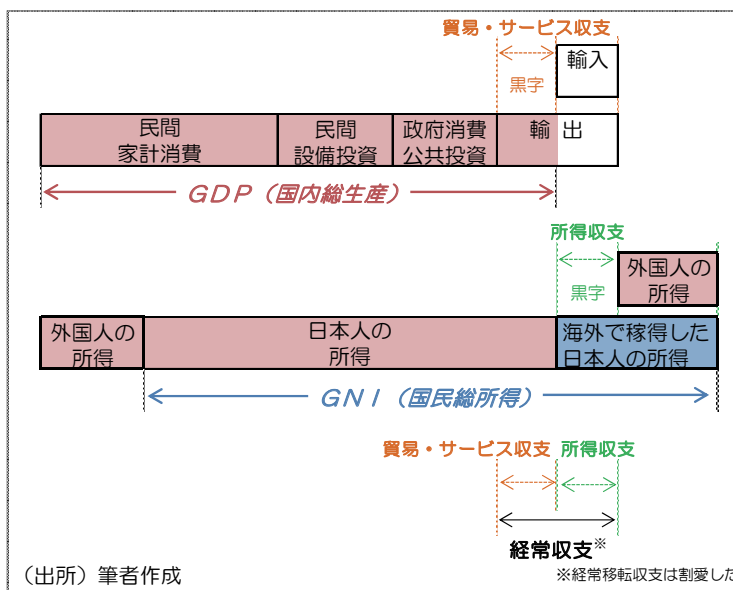 貿易・サービス収支
輸入
黒字
民間
家計消費
民間
設備投資
政府消費
公共投資
輸出
GDP(国内総生産)
所得収支
外国人の
所得
黒字
外国人の
所得
日本人の
所得
海外で稼得した
日本人の所得
GNI(国民総所得)
貿易・サービス収支
所得収支
経常収支※
(出所)筆者作成
※経常移転収支は割愛した